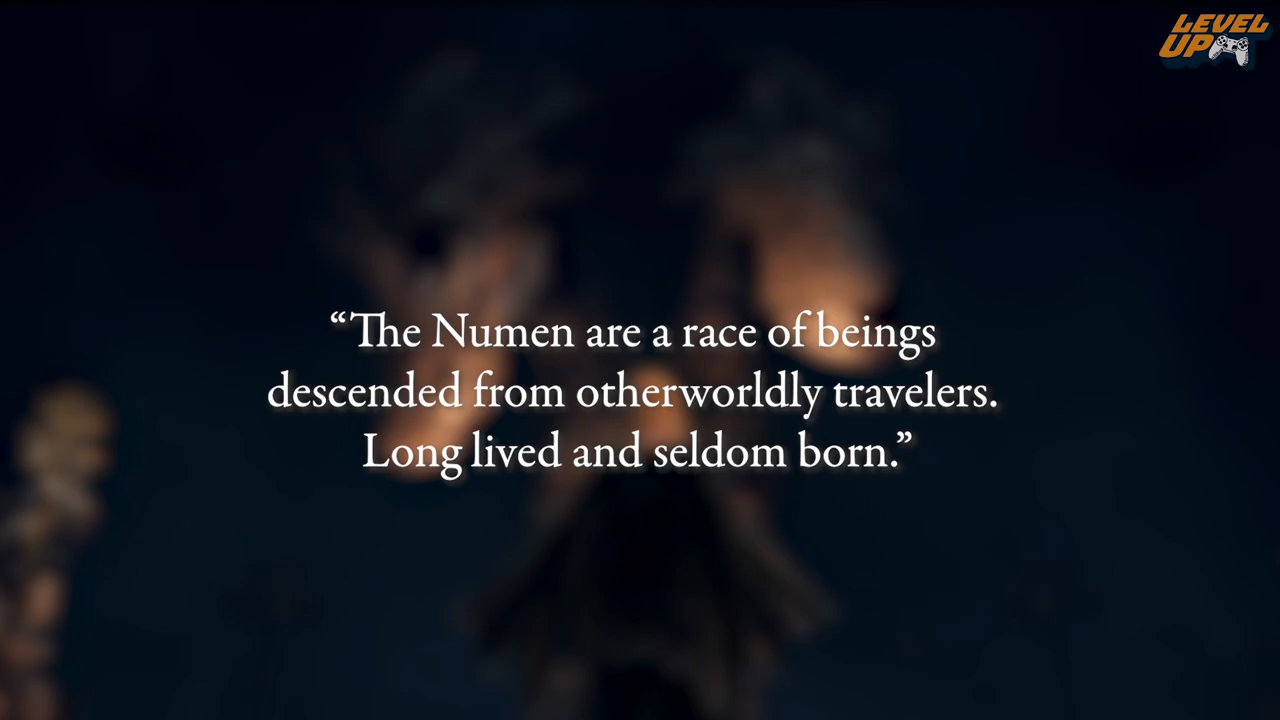 LEVEL
UP
“The Numen are a race of beings
descended from otherworldly travelers.
Long lived and seldom born.”